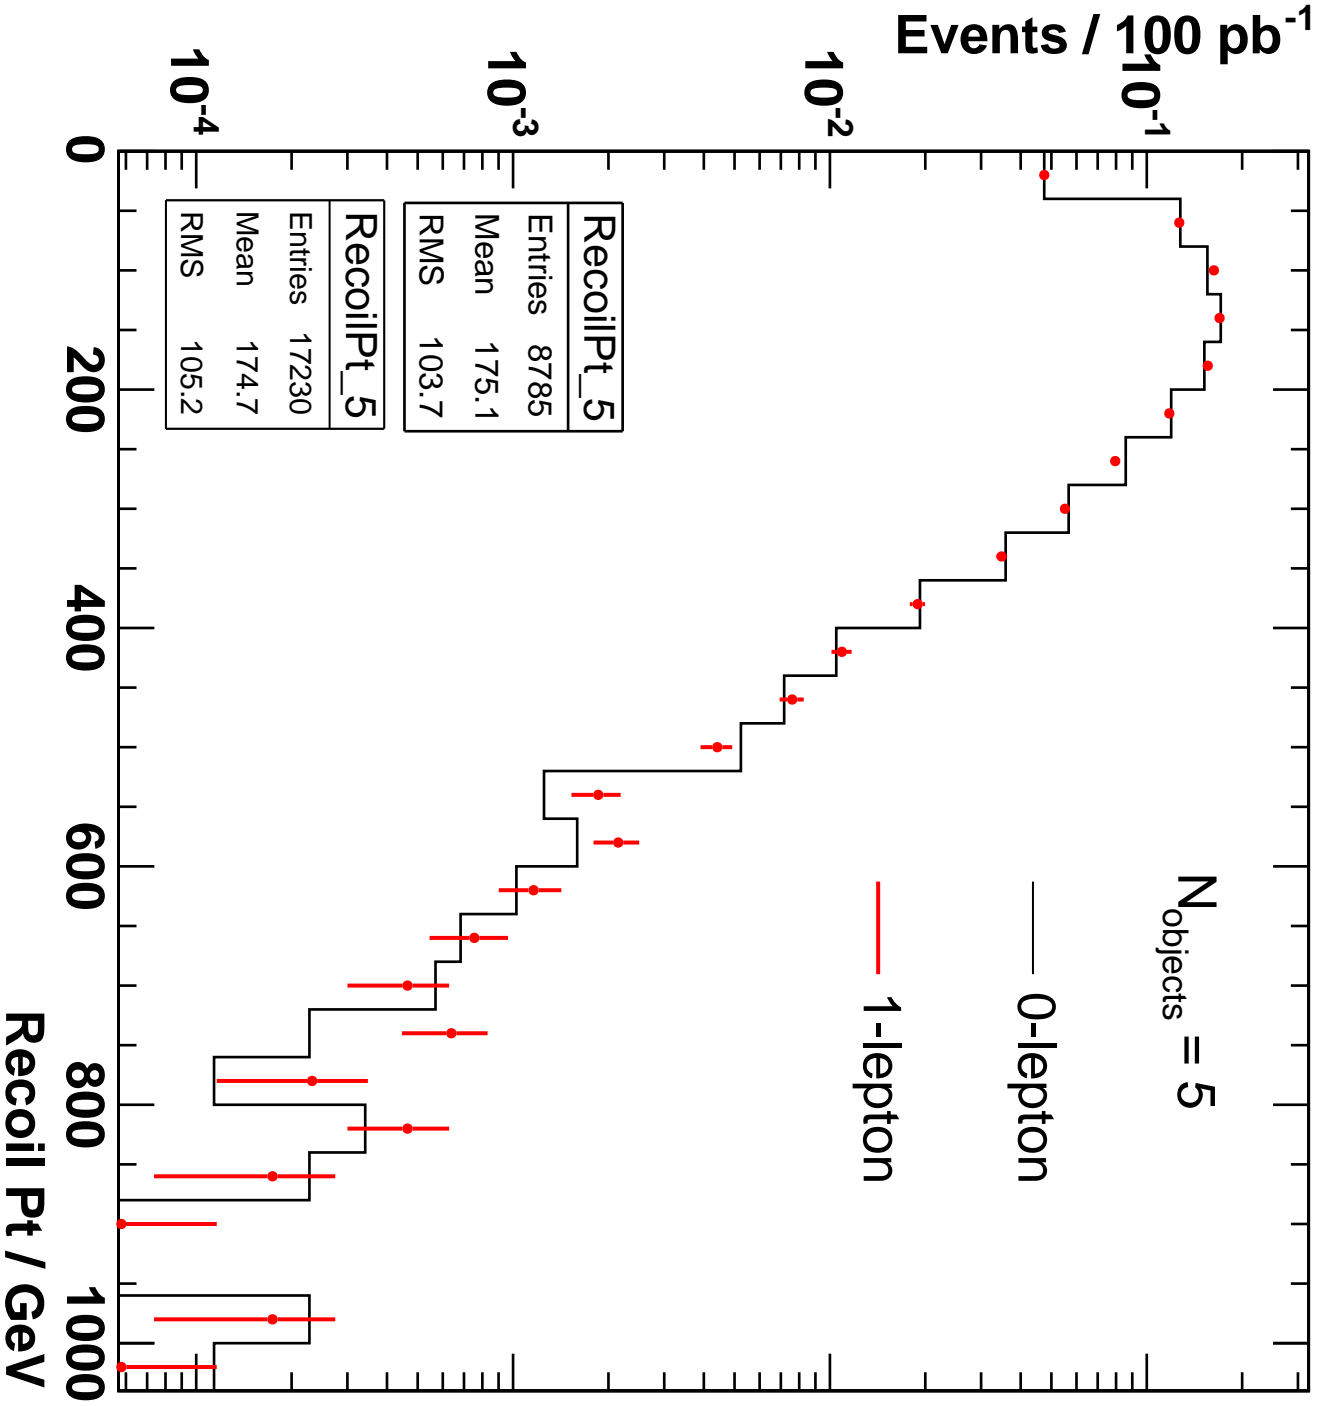 Events / 100 pb⁻¹
10⁻¹
10⁻²
10⁻³
10⁻⁴
N_objects = 5
0-lepton
1-lepton
RecoilPt_5
Entries 8785
Mean 175.1
RMS 103.7
RecoilPt_5
Entries 17230
Mean 174.7
RMS 105.2
0 200 400 600 800 1000
Recoil Pt / GeV